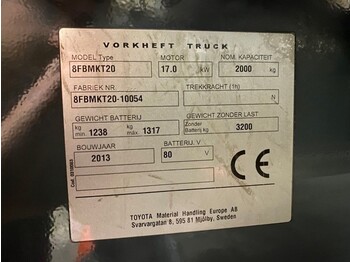 VORKHEFT TRUCK
MODEL Type MOTOR NOM. KAPACITEIT
8FBMKT20 17.0 kW 2000 kg
FABRIEK NR. TREKKRACHT (1h)
8FBMKT20-10054 N
GEWICHT BATTERIJ GEWICHT ZONDER LAST
kg min. 1238 kg máx 1317 Zonder Batterij kg 3200
BOUWJAAR BATTERIJ. V
2013 80 V
CE
TOYOTA Material Handling Europe AB
Svarvargatan 8, 595 81 Mjölby, Sweden